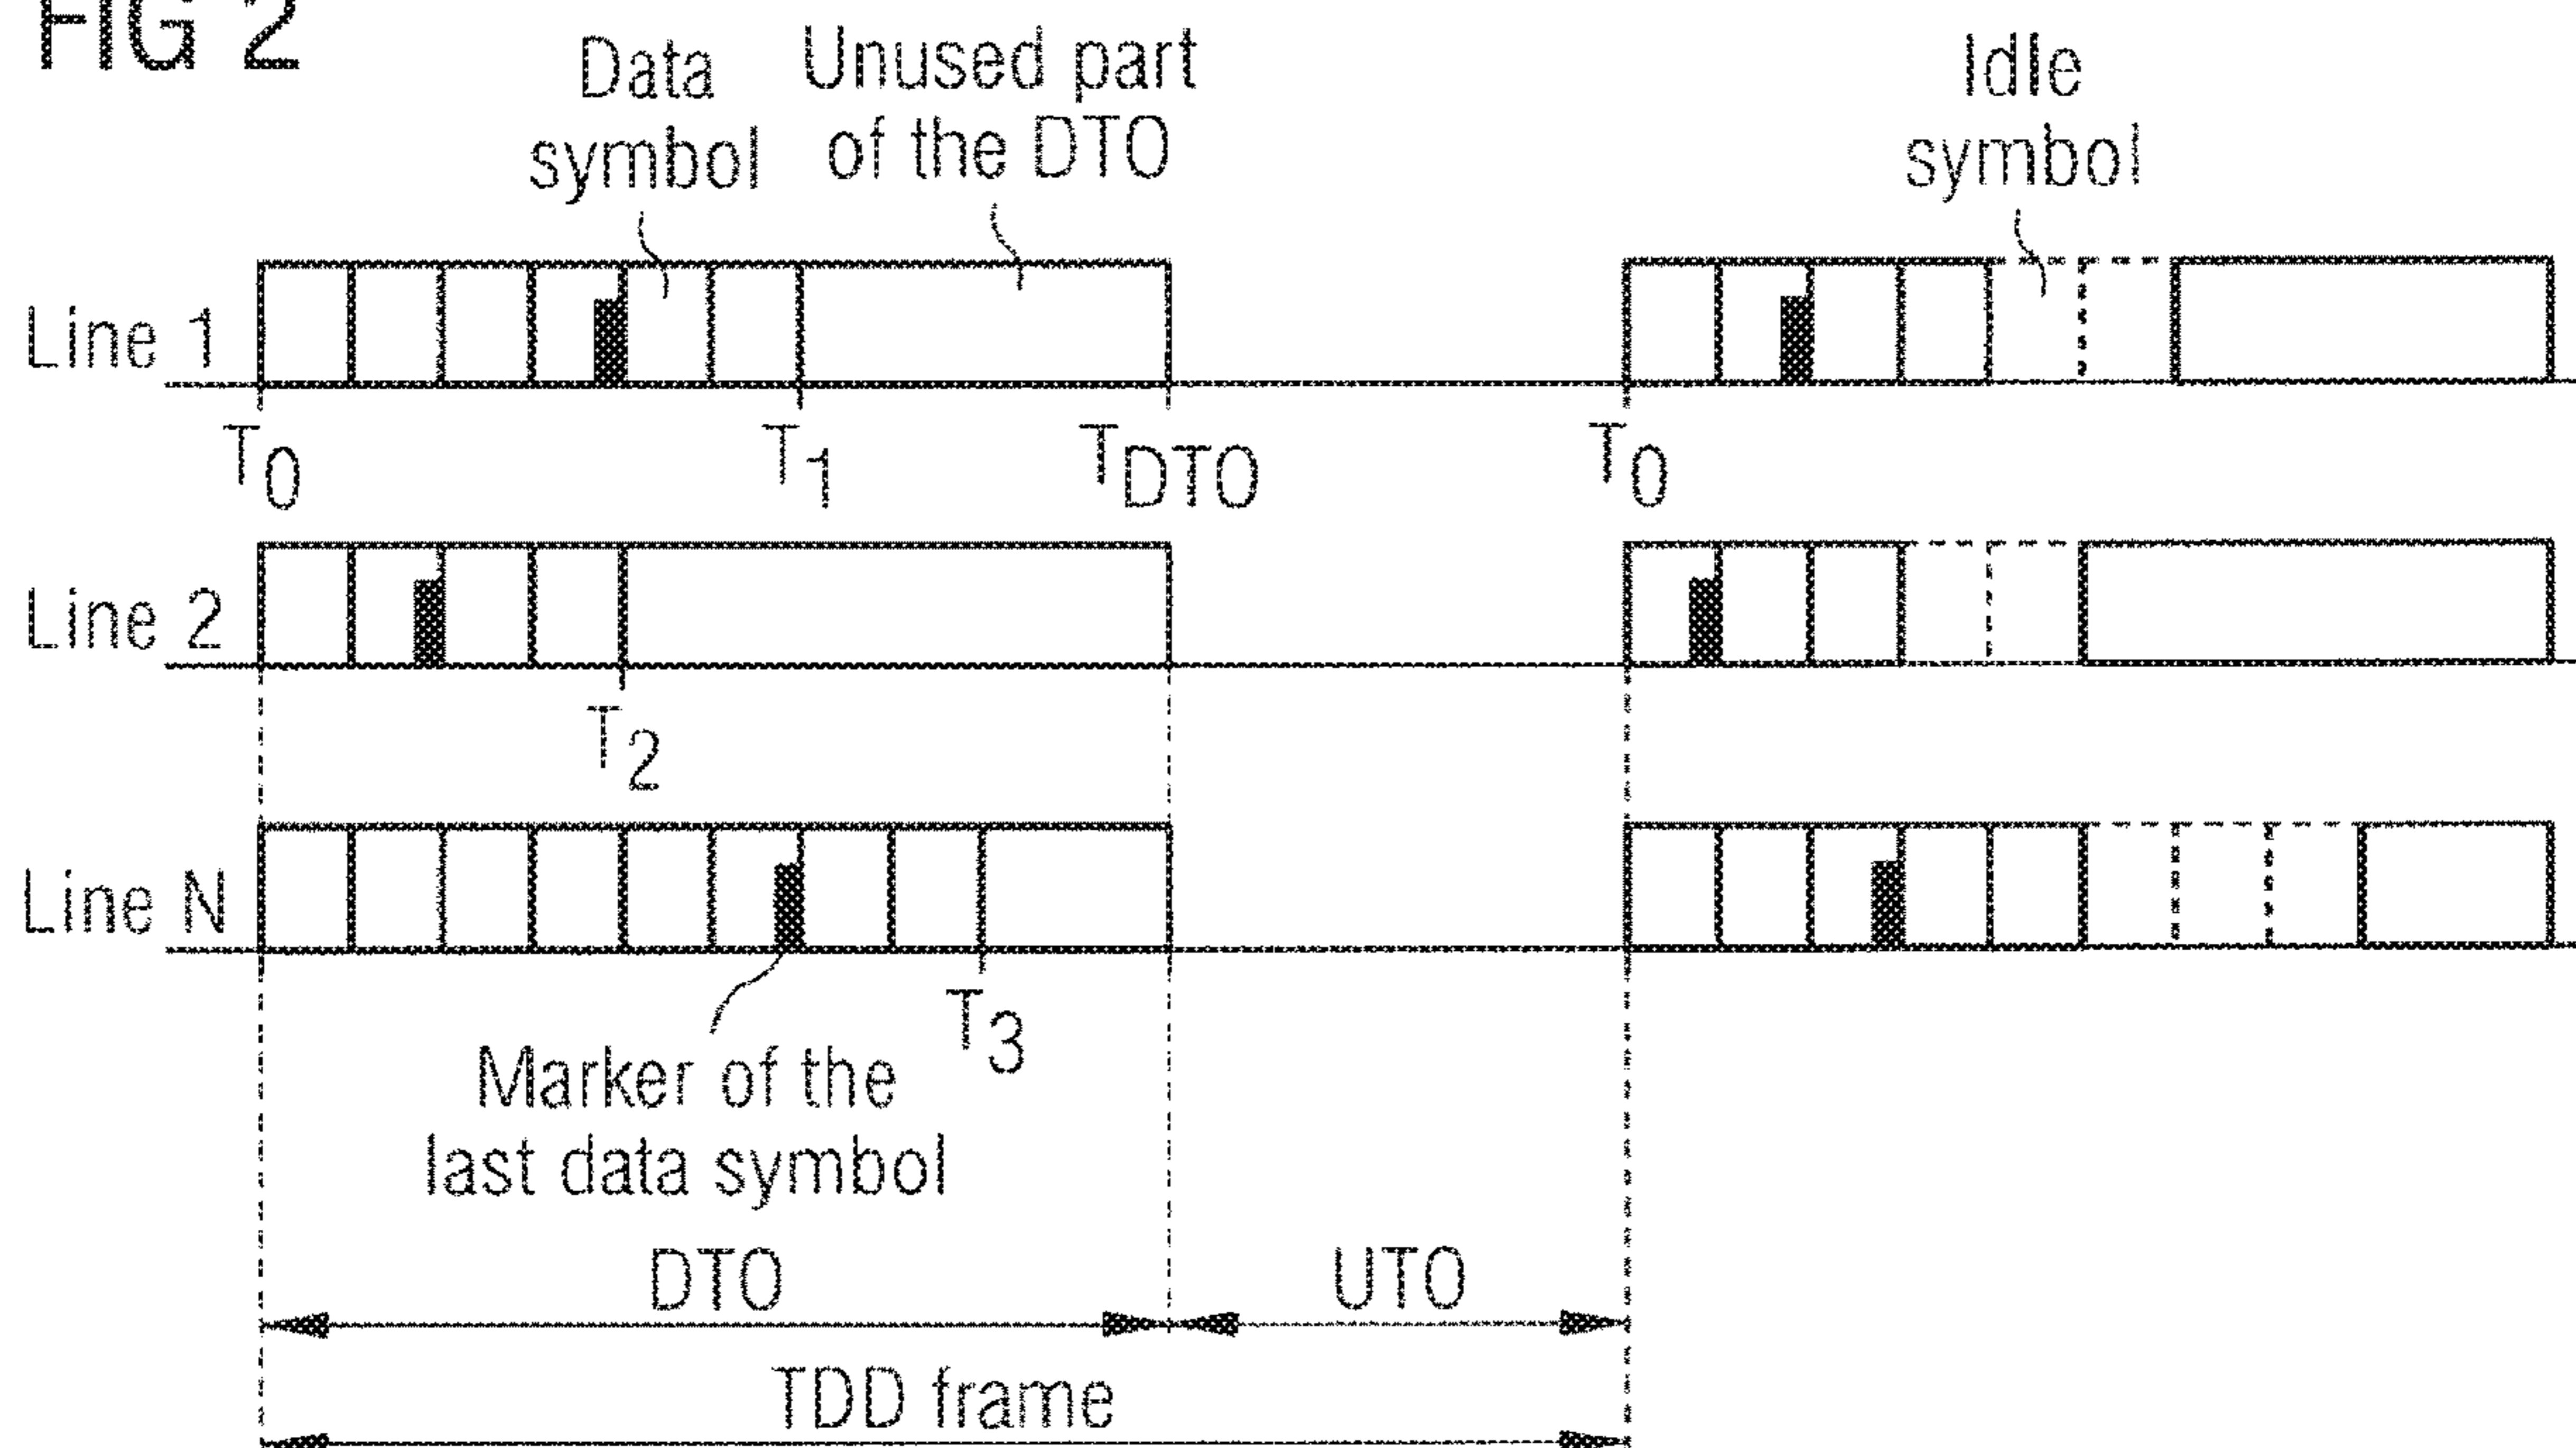 FIG 2
Data
symbol
Unused part
of the DTO
Idle
symbol
Line 1
T0
T1
TDTO
T0
Line 2
T2
Line N
T3
Marker of the
last data symbol
DTO
UTO
TDD frame